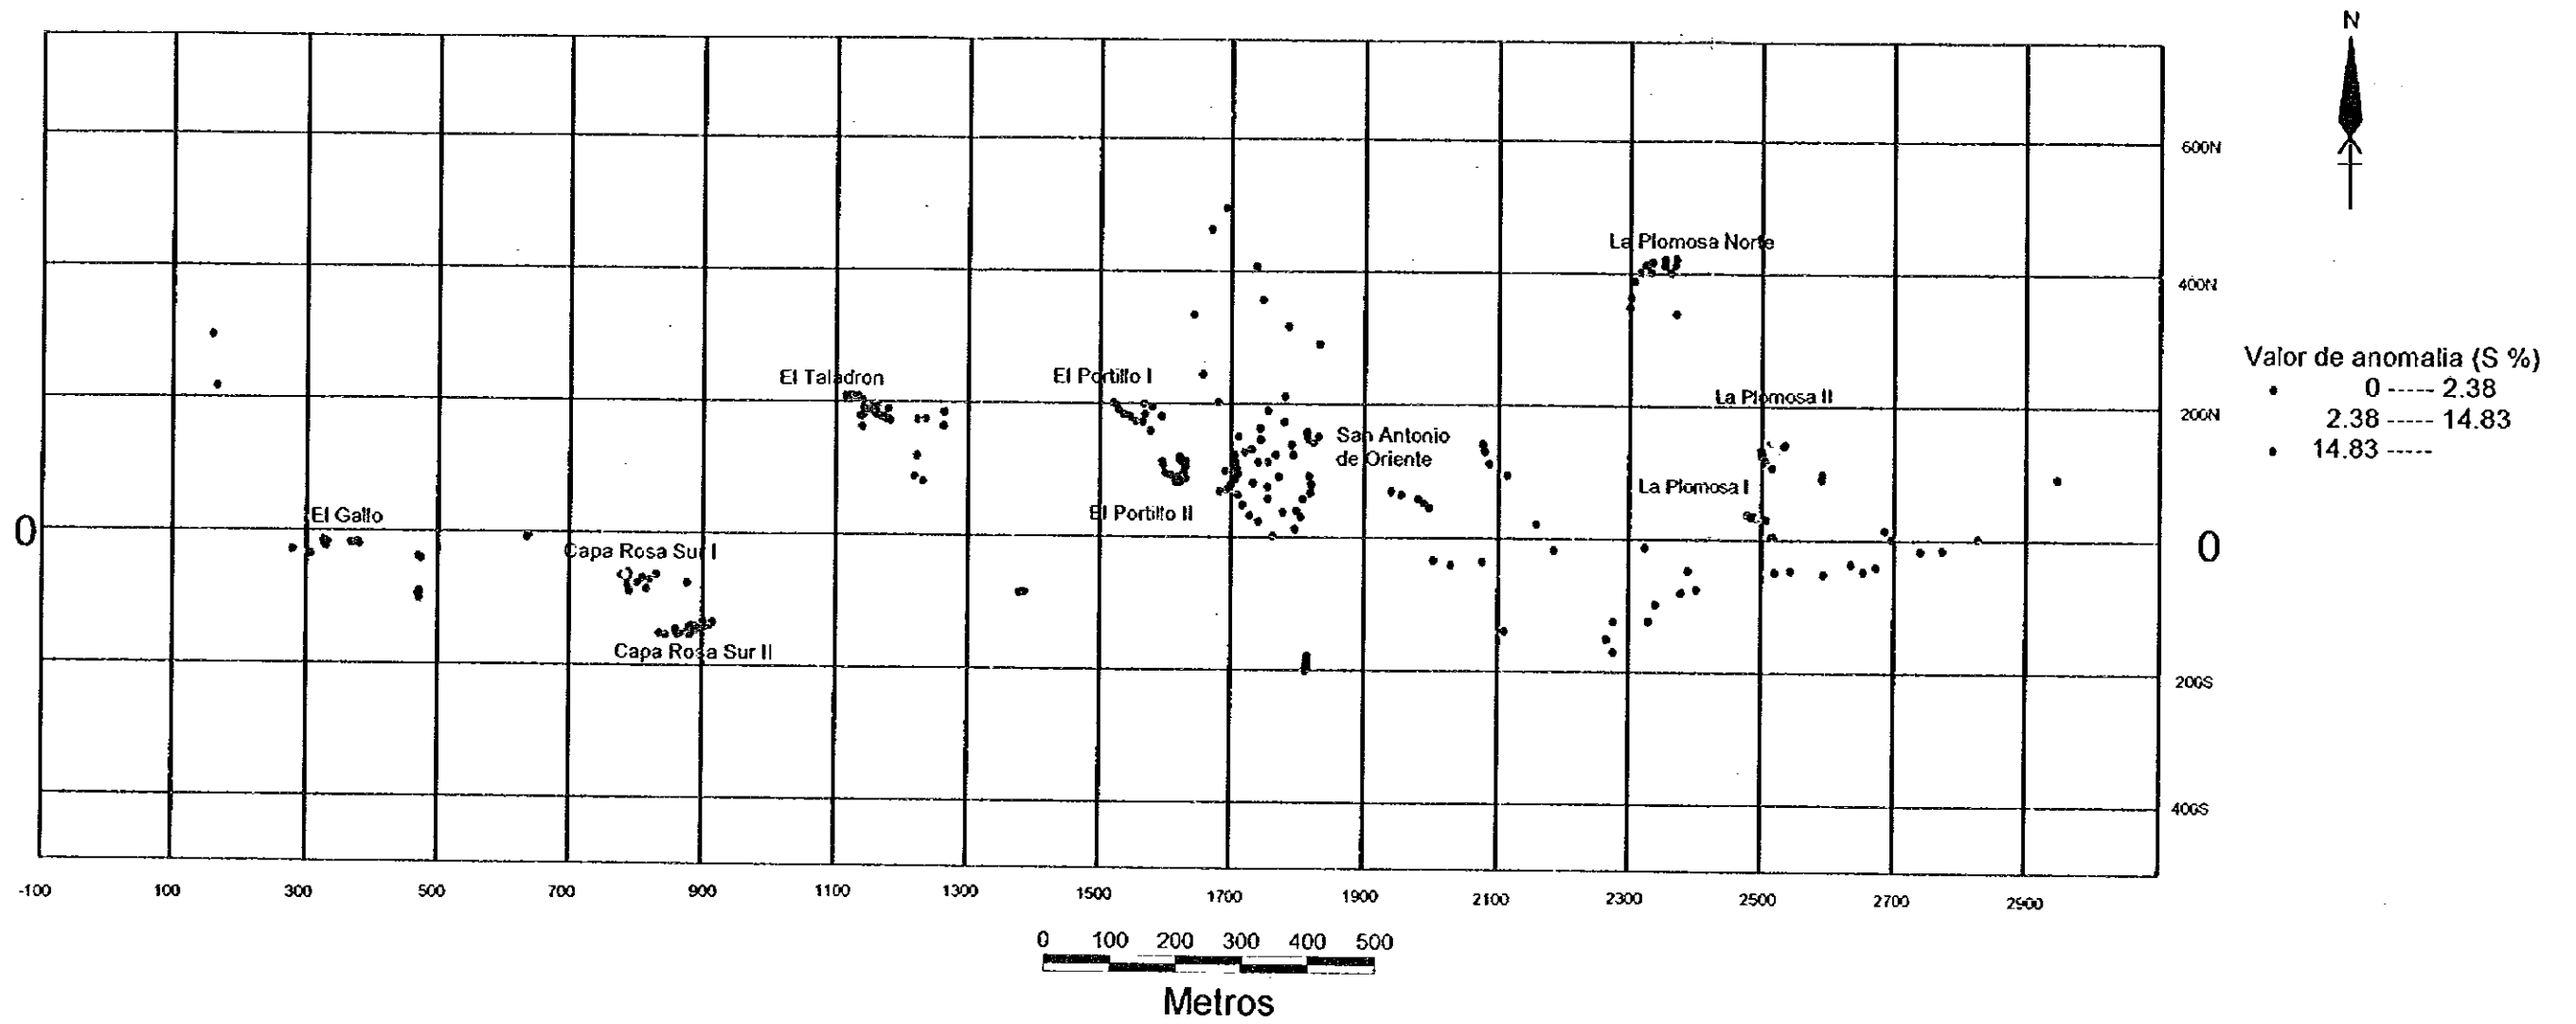 N
600N
La Plomosa Norte
400N
Valor de anomalia (S %)
0 ----- 2.38
2.38 ----- 14.83
14.83 -----
El Taladron
El Portillo I
La Plomosa II
200N
San Antonio
de Oriente
La Plomosa I
El Gallo
El Portillo II
0
0
Capa Rosa Sur I
Capa Rosa Sur II
200S
400S
-100 100 300 500 700 900 1100 1300 1500 1700 1900 2100 2300 2500 2700 2900
0 100 200 300 400 500
Metros